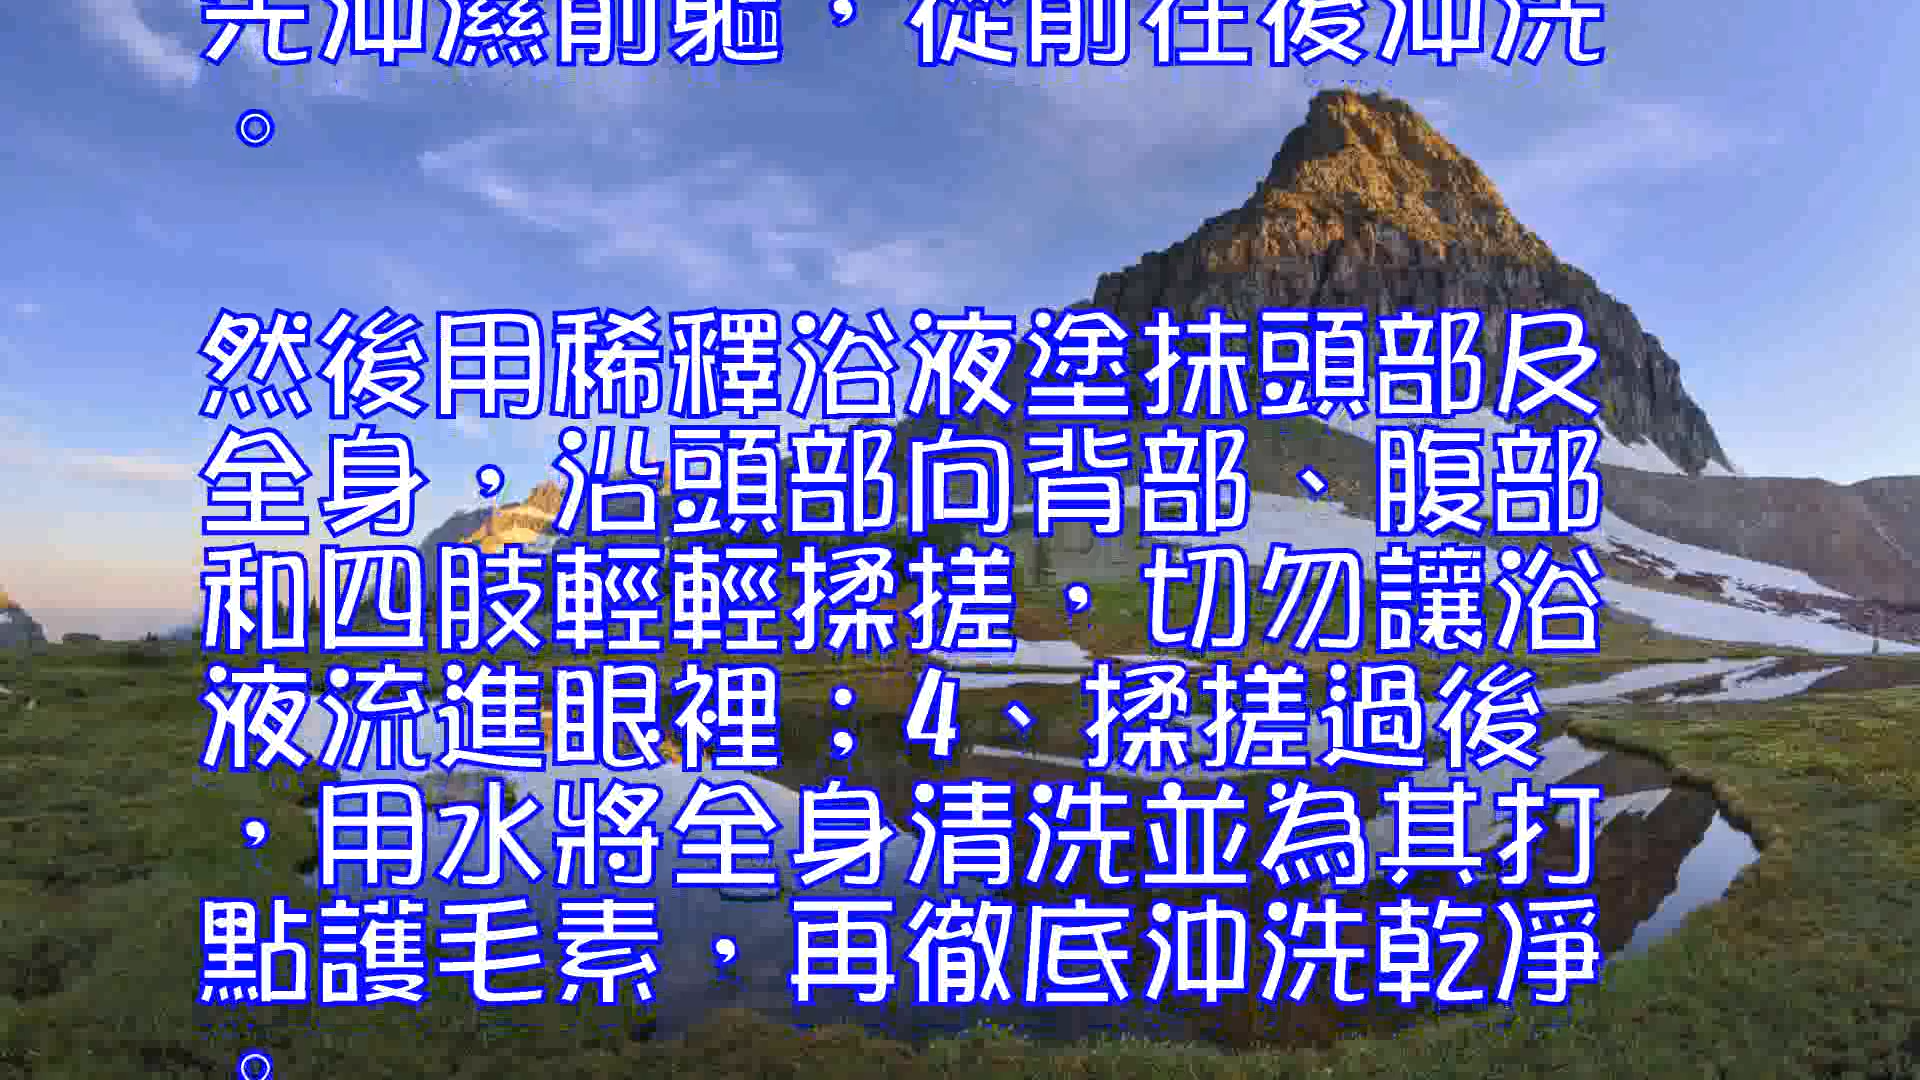 先沖濕前軀，從前往後沖洗
。
然後用稀釋浴液塗抹頭部及
全身，沿頭部向背部、腹部
和四肢輕輕揉搓，切勿讓浴
液流進眼裡；4、揉搓過後
，用水將全身清洗並為其打
點護毛素，再徹底沖洗乾淨
。